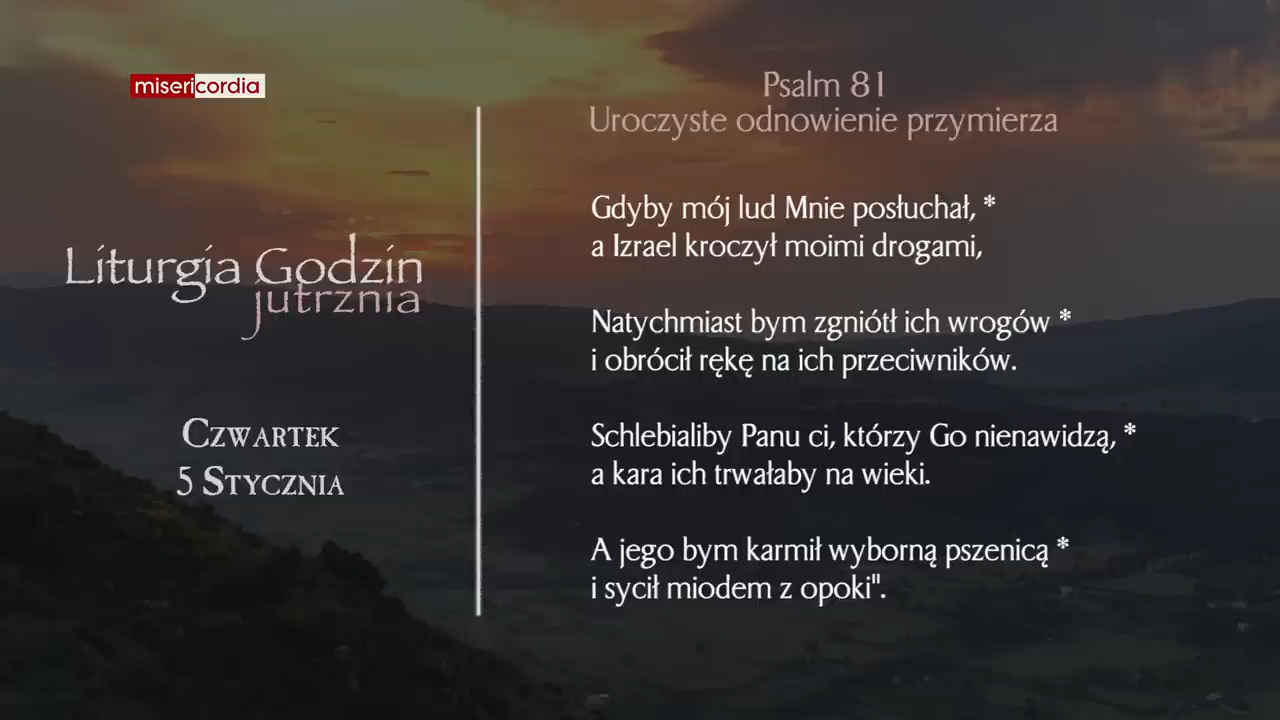 misericordia
Liturgia Godzin
jutrznia
Czwartek
5 Stycznia
Psalm 81
Uroczyste odnowienie przymierza
Gdyby mój lud Mnie posłuchał, *
a Izrael kroczył moimi drogami,
Natychmiast bym zgniótł ich wrogów *
i obrócił rękę na ich przeciwników.
Schlebialiby Panu ci, którzy Go nienawidzą, *
a kara ich trwałaby na wieki.
A jego bym karmił wyborną pszenicą *
i sycił miodem z opoki".